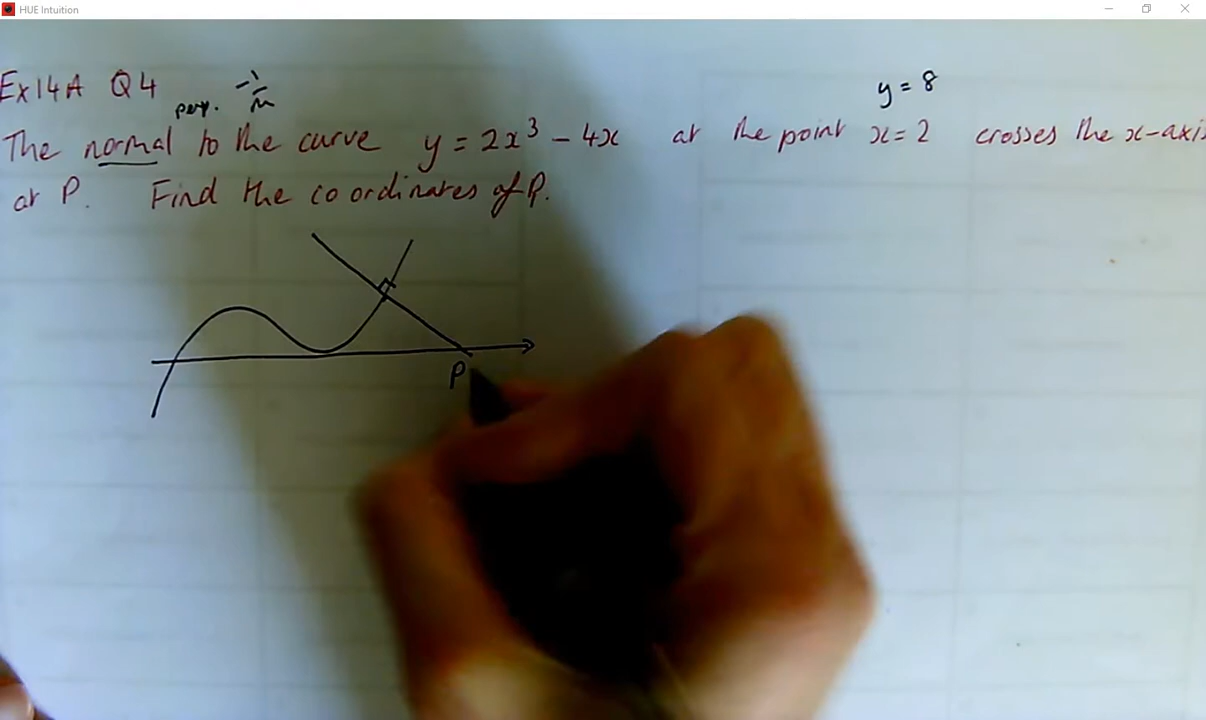 HUE Intuition
Ex14A Q4
perp. -1/m
y = 8
The normal to the curve y = 2x³ - 4x at the point x = 2 crosses the x-axis
at P. Find the coordinates of P.
P